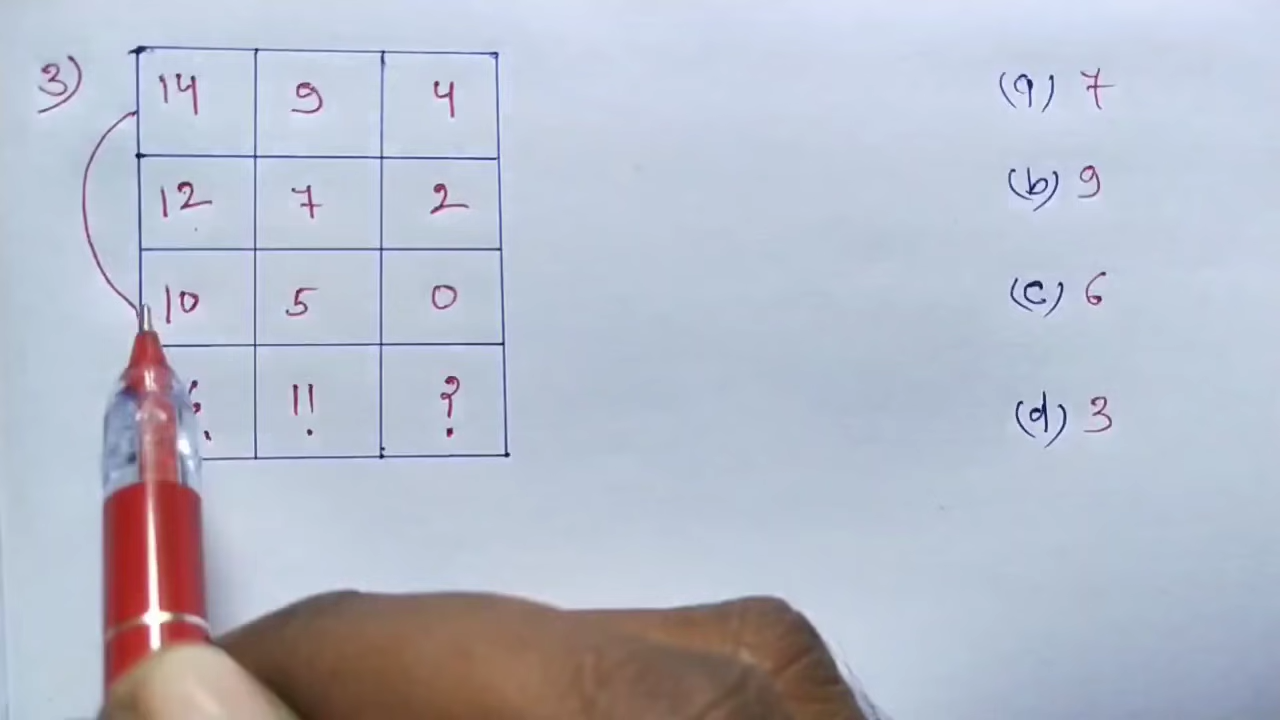 3) 14 9 4 (a) 7
12 7 2 (b) 9
10 5 0 (c) 6
11 ? (d) 3